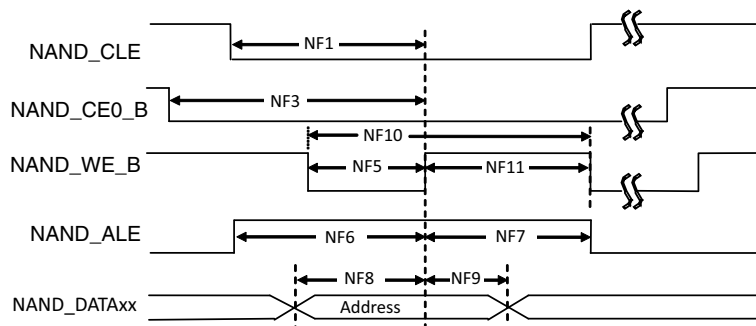 NAND_CLE
NF1
NAND_CE0_B
NF3
NF10
NAND_WE_B
NF5
NF11
NAND_ALE
NF6
NF7
NF8
NF9
NAND_DATAxx
Address